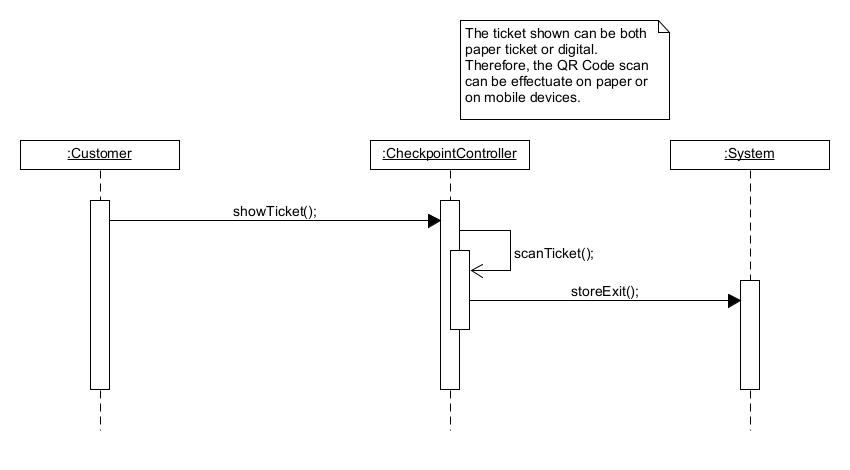 The ticket shown can be both
paper ticket or digital.
Therefore, the QR Code scan
can be effectuate on paper or
on mobile devices.
:Customer
:CheckpointController
:System
showTicket();
scanTicket();
storeExit();